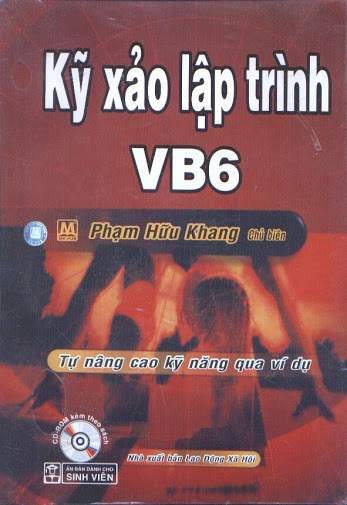 Kỹ xảo lập trình
VB6
Phạm Hữu Khang Chủ biên
Tự nâng cao kỹ năng qua ví dụ
CD-ROM kèm theo sách
ẤN BẢN DÀNH CHO
SINH VIÊN
Nhà xuất bản Lao Động Xã Hội